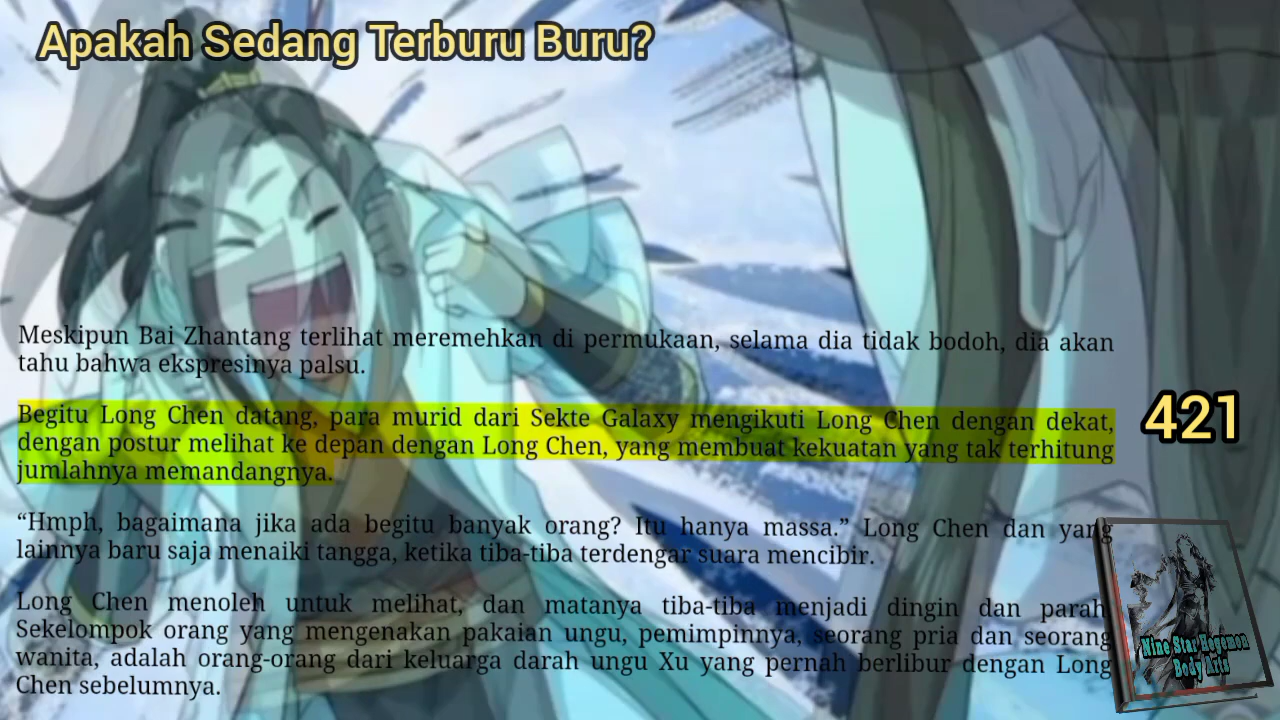 Apakah Sedang Terburu Buru?
Meskipun Bai Zhantang terlihat meremehkan di permukaan, selama dia tidak bodoh, dia akan
tahu bahwa ekspresinya palsu.
Begitu Long Chen datang, para murid dari Sekte Galaxy mengikuti Long Chen dengan dekat,
dengan postur melihat ke depan dengan Long Chen, yang membuat kekuatan yang tak terhitung
jumlahnya memandangnya.
421
“Hmph, bagaimana jika ada begitu banyak orang? Itu hanya massa.” Long Chen dan yang
lainnya baru saja menaiki tangga, ketika tiba-tiba terdengar suara mencibir.
Long Chen menoleh untuk melihat, dan matanya tiba-tiba menjadi dingin dan parah.
Sekelompok orang yang mengenakan pakaian ungu, pemimpinnya, seorang pria dan seorang
wanita, adalah orang-orang dari keluarga darah ungu Xu yang pernah berlibur dengan Long
Chen sebelumnya.
Nine Star Hegemon
Body Arts